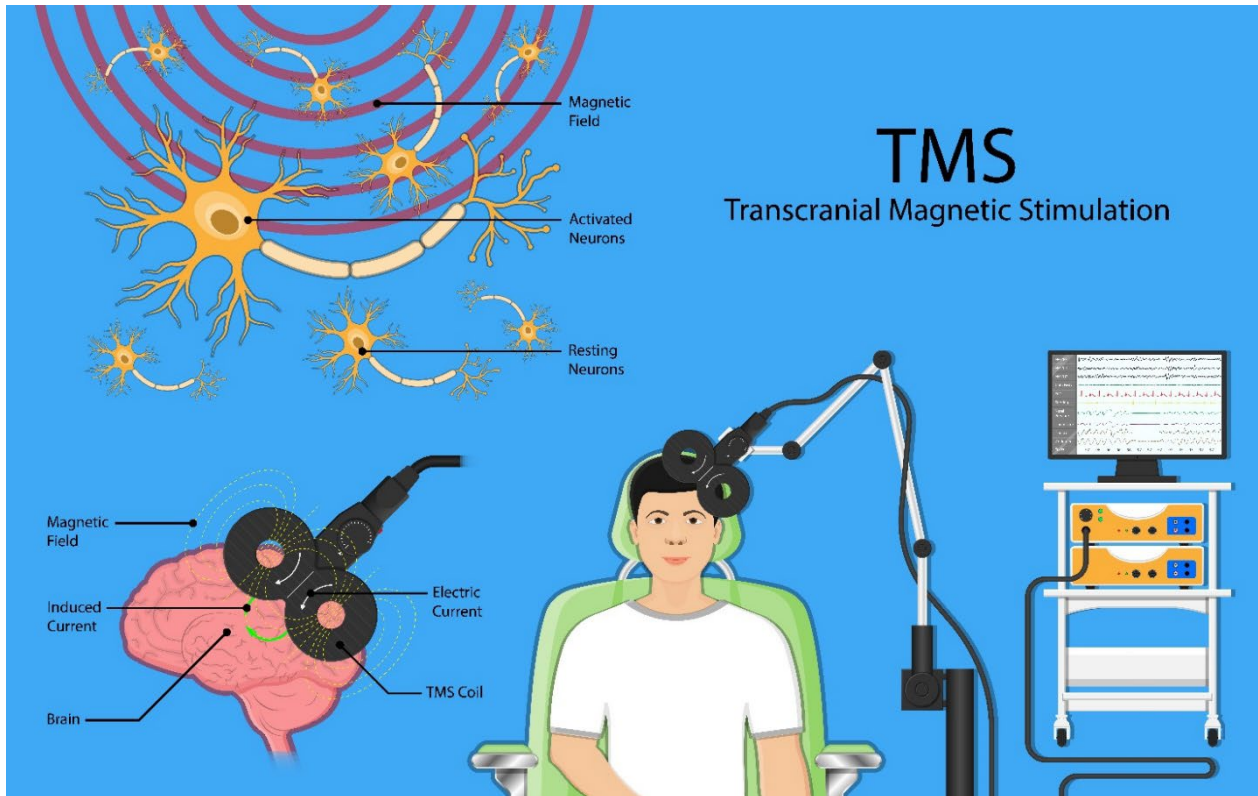 Magnetic
Field
TMS
Transcranial Magnetic Stimulation
Activated
Neurons
Resting
Neurons
Magnetic
Field
Induced
Current
Electric
Current
TMS Coil
Brain